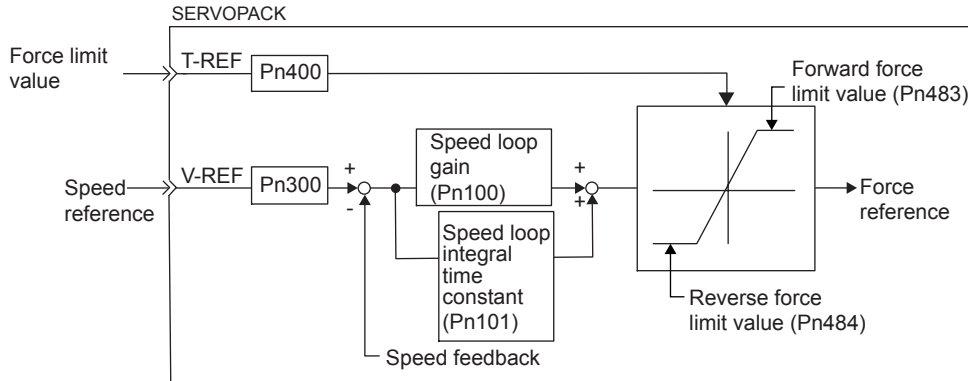 SERVOPACK
Force limit
value
T-REF
Pn400
Forward force
limit value (Pn483)
Speed
reference
V-REF
Pn300
+
-
Speed loop
gain
(Pn100)
Speed loop
integral
time
constant
(Pn101)
+
+
Force
reference
Reverse force
limit value (Pn484)
Speed feedback